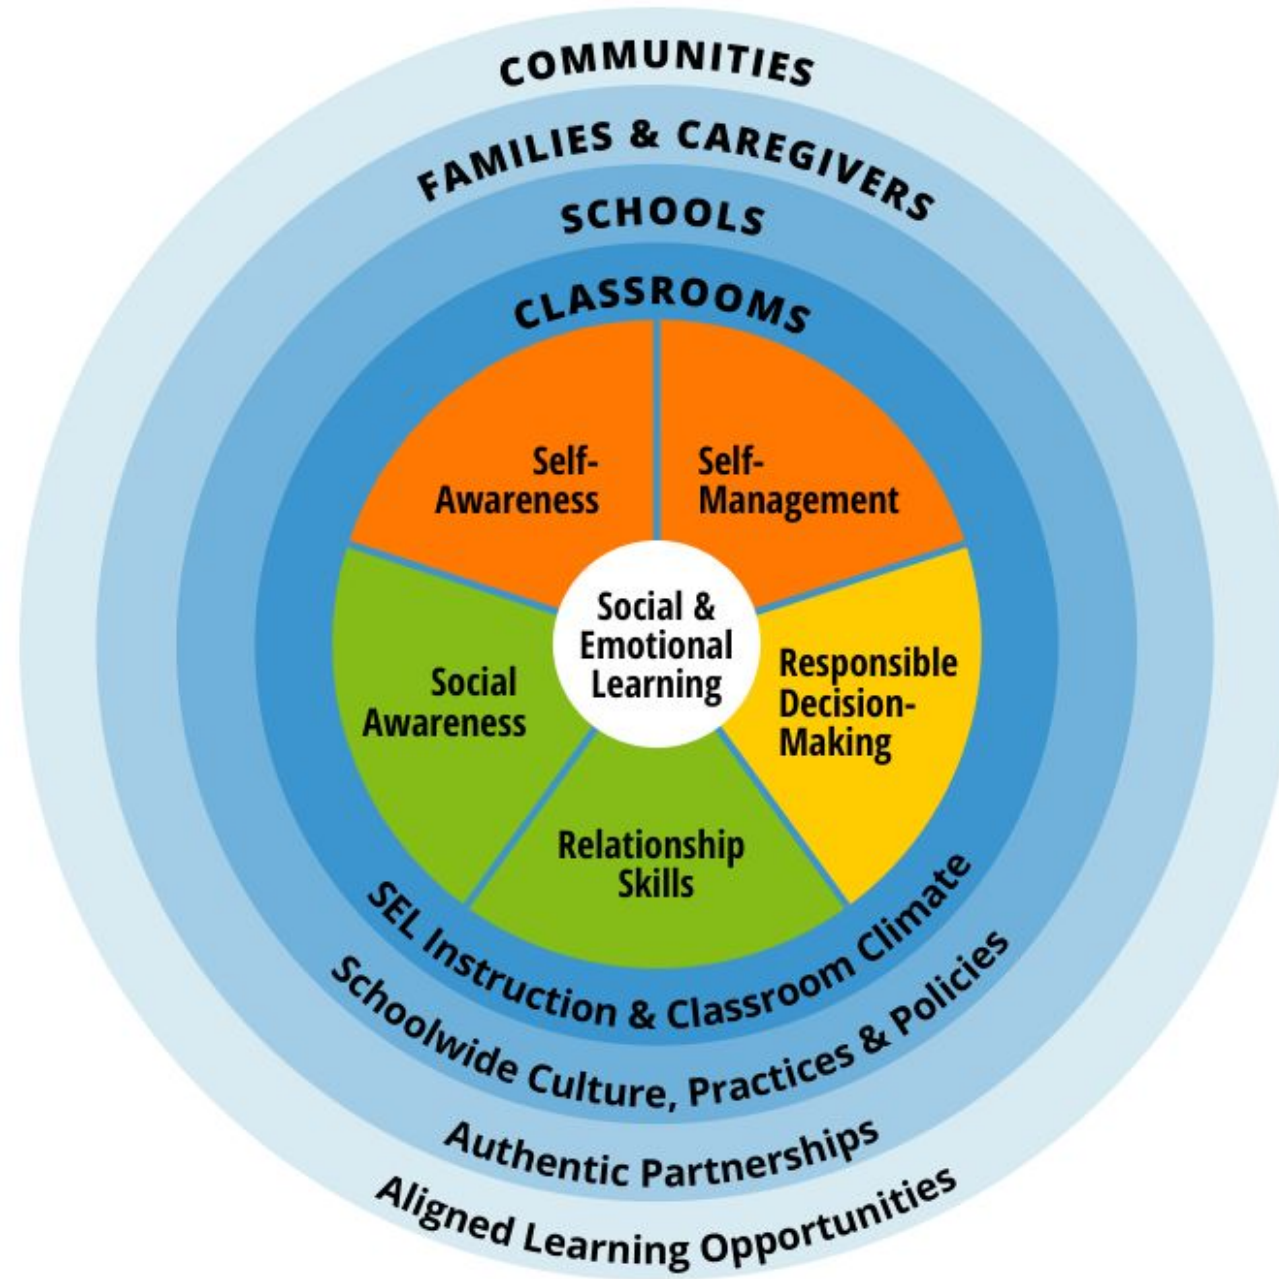 COMMUNITIES
FAMILIES & CAREGIVERS
SCHOOLS
CLASSROOMS
Self-
Awareness
Self-
Management
Social &
Emotional
Learning
Social
Awareness
Responsible
Decision-
Making
Relationship
Skills
SEL Instruction & Classroom Climate
Schoolwide Culture, Practices & Policies
Authentic Partnerships
Aligned Learning Opportunities